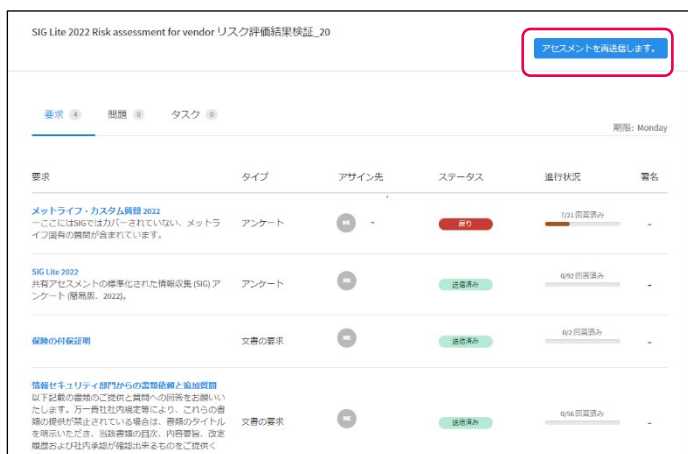 SIG Lite 2022 Risk assessment for vendor リスク評価結果検証_20
アセスメントを再送信します。
要求 4 問題 0 タスク 0
期限: Monday
要求 タイプ アサイン先 ステータス 進行状況 署名
メットライフ・カスタム質問 2022
ーここにはSIGではカバーされていない、メットラ
イフ固有の質問が含まれています。
アンケート - 戻り 7/21 回答済み -
SIG Lite 2022
共有アセスメントの標準化された情報収集 (SIG) ア
ンケート (簡易版、2022)。
アンケート 送信済み 0/92 回答済み -
保険の付保証明 文書の要求 送信済み 0/2 回答済み -
情報セキュリティ部門からの書類依頼と追加質問
以下記載の書類のご提供と質問への回答をお願いい
たします。万一貴社社内規定等により、これらの書
類の提供が禁止されている場合は、書類のタイトル
を明示いただき、当該書類の目次、内容要旨、改定
履歴および社内承認が確認出来るものをご提供く
文書の要求 送信済み 0/56 回答済み -